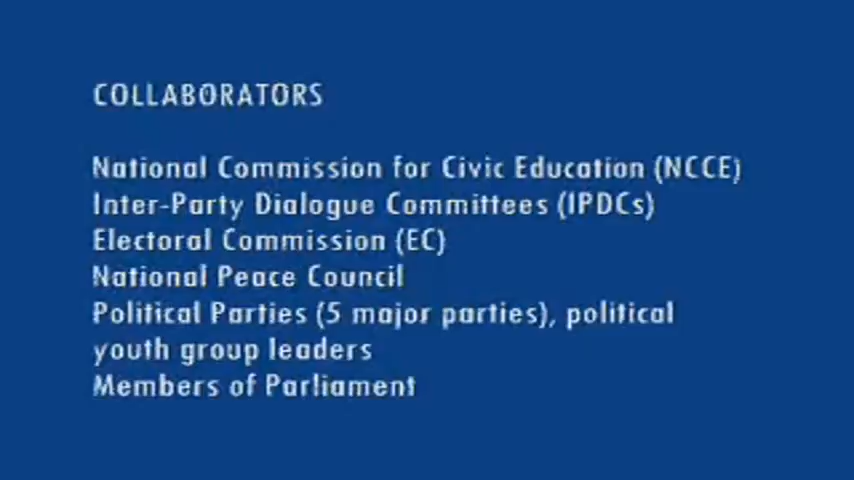 COLLABORATORS
National Commission for Civic Education (NCCE)
Inter-Party Dialogue Committees (IPDCs)
Electoral Commission (EC)
National Peace Council
Political Parties (5 major parties), political
youth group leaders
Members of Parliament